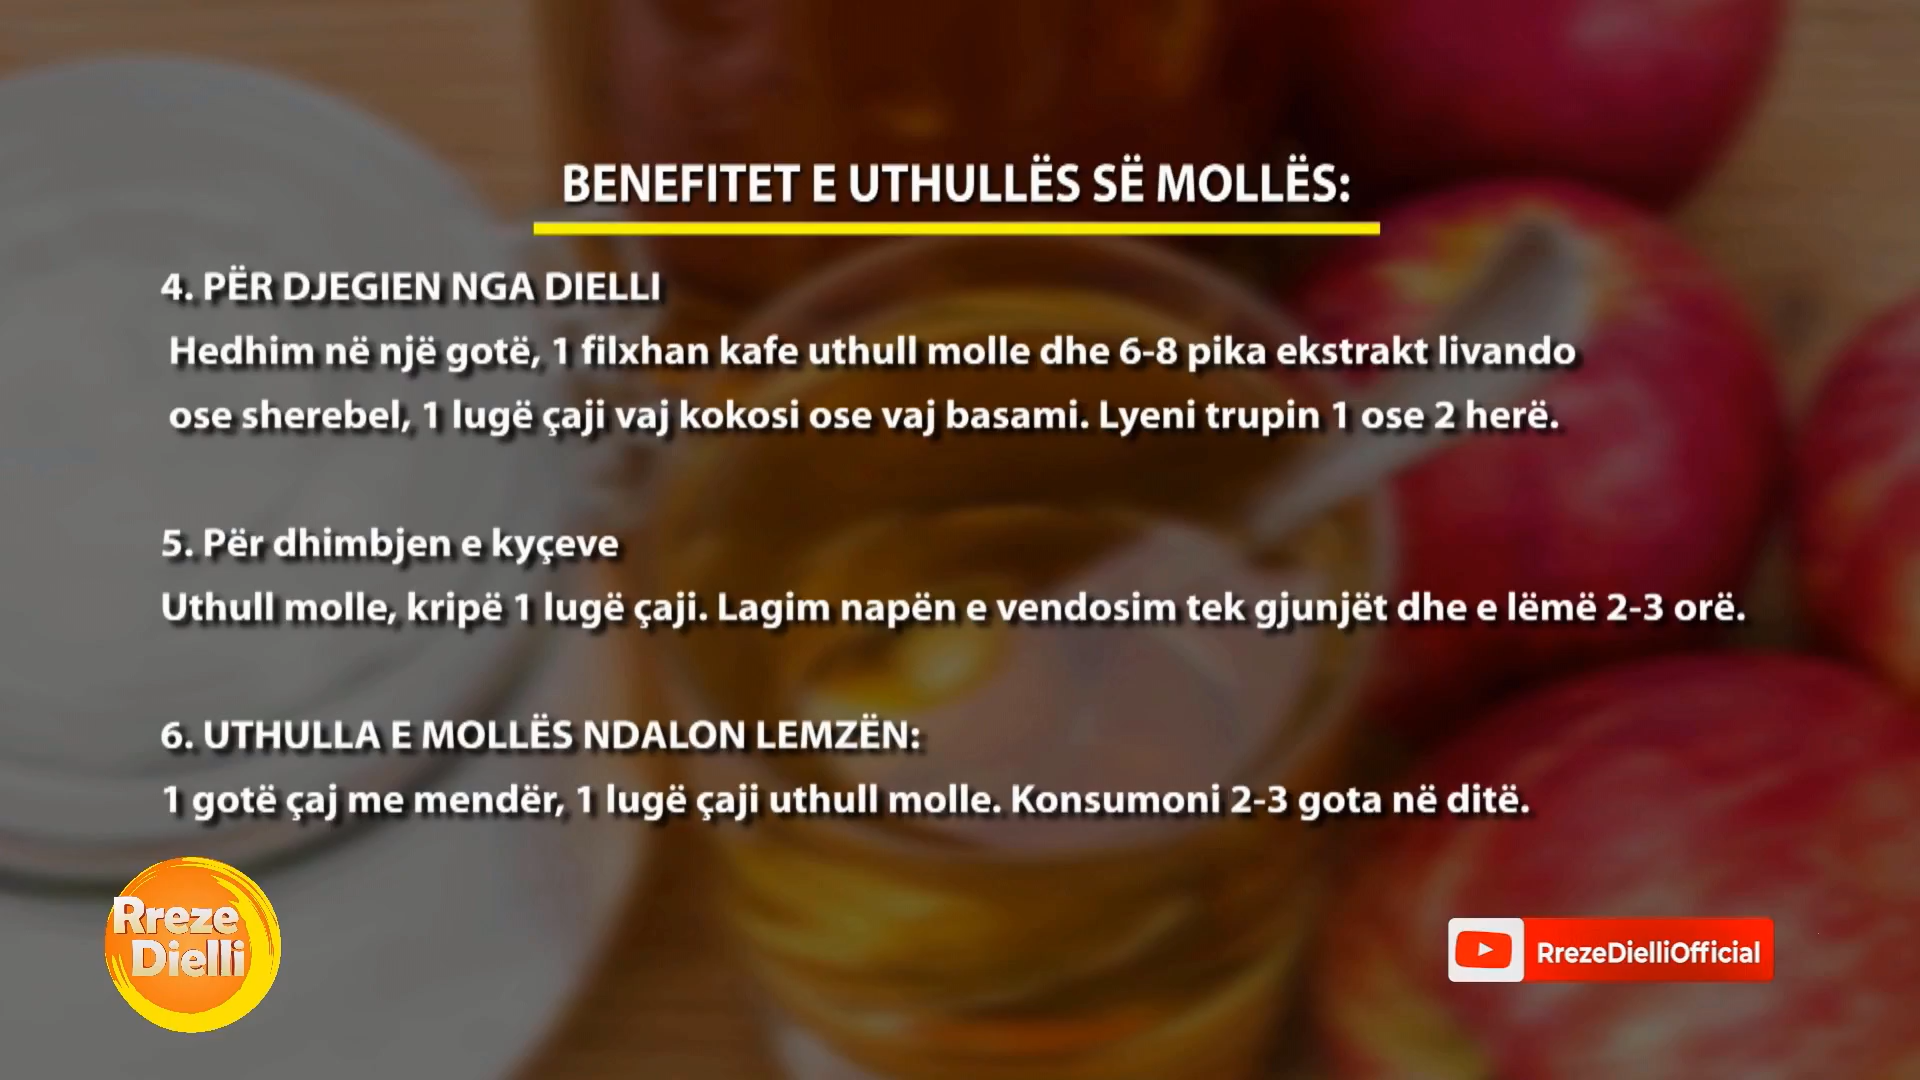 BENEFITET E UTHULLËS SË MOLLËS:
4. PËR DJEGIEN NGA DIELLI
Hedhim në një gotë, 1 filxhan kafe uthull molle dhe 6-8 pika ekstrakt livando
ose sherebel, 1 lugë çaji vaj kokosi ose vaj basami. Lyeni trupin 1 ose 2 herë.
5. Për dhimbjen e kyçeve
Uthull molle, kripë 1 lugë çaji. Lagim napën e vendosim tek gjunjët dhe e lëmë 2-3 orë.
6. UTHULLA E MOLLËS NDALON LEMZËN:
1 gotë çaj me mendër, 1 lugë çaji uthull molle. Konsumoni 2-3 gota në ditë.
Rreze
Dielli
RrezeDielliOfficial